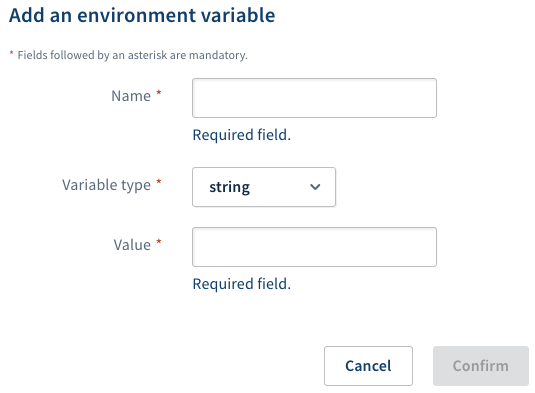 Add an environment variable
* Fields followed by an asterisk are mandatory.
Name *
Required field.
Variable type *
string
Value *
Required field.
Cancel
Confirm